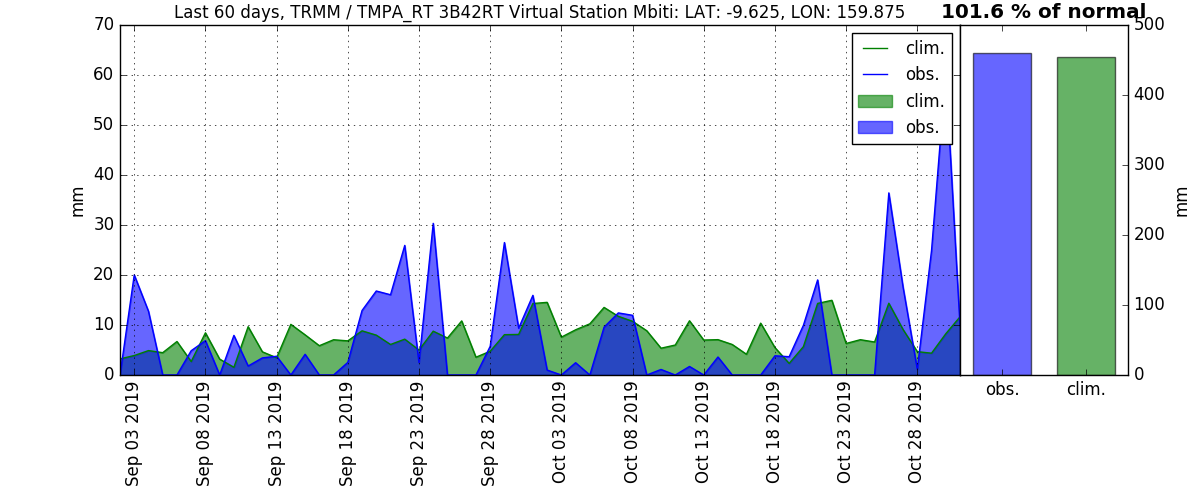 Last 60 days, TRMM / TMPA_RT 3B42RT Virtual Station Mbiti: LAT: -9.625, LON: 159.875
101.6 % of normal
70
60
50
40
30
20
10
0
mm
clim.
obs.
clim.
obs.
500
400
300
200
100
0
mm
obs.
clim.
Sep 03 2019
Sep 08 2019
Sep 13 2019
Sep 18 2019
Sep 23 2019
Sep 28 2019
Oct 03 2019
Oct 08 2019
Oct 13 2019
Oct 18 2019
Oct 23 2019
Oct 28 2019